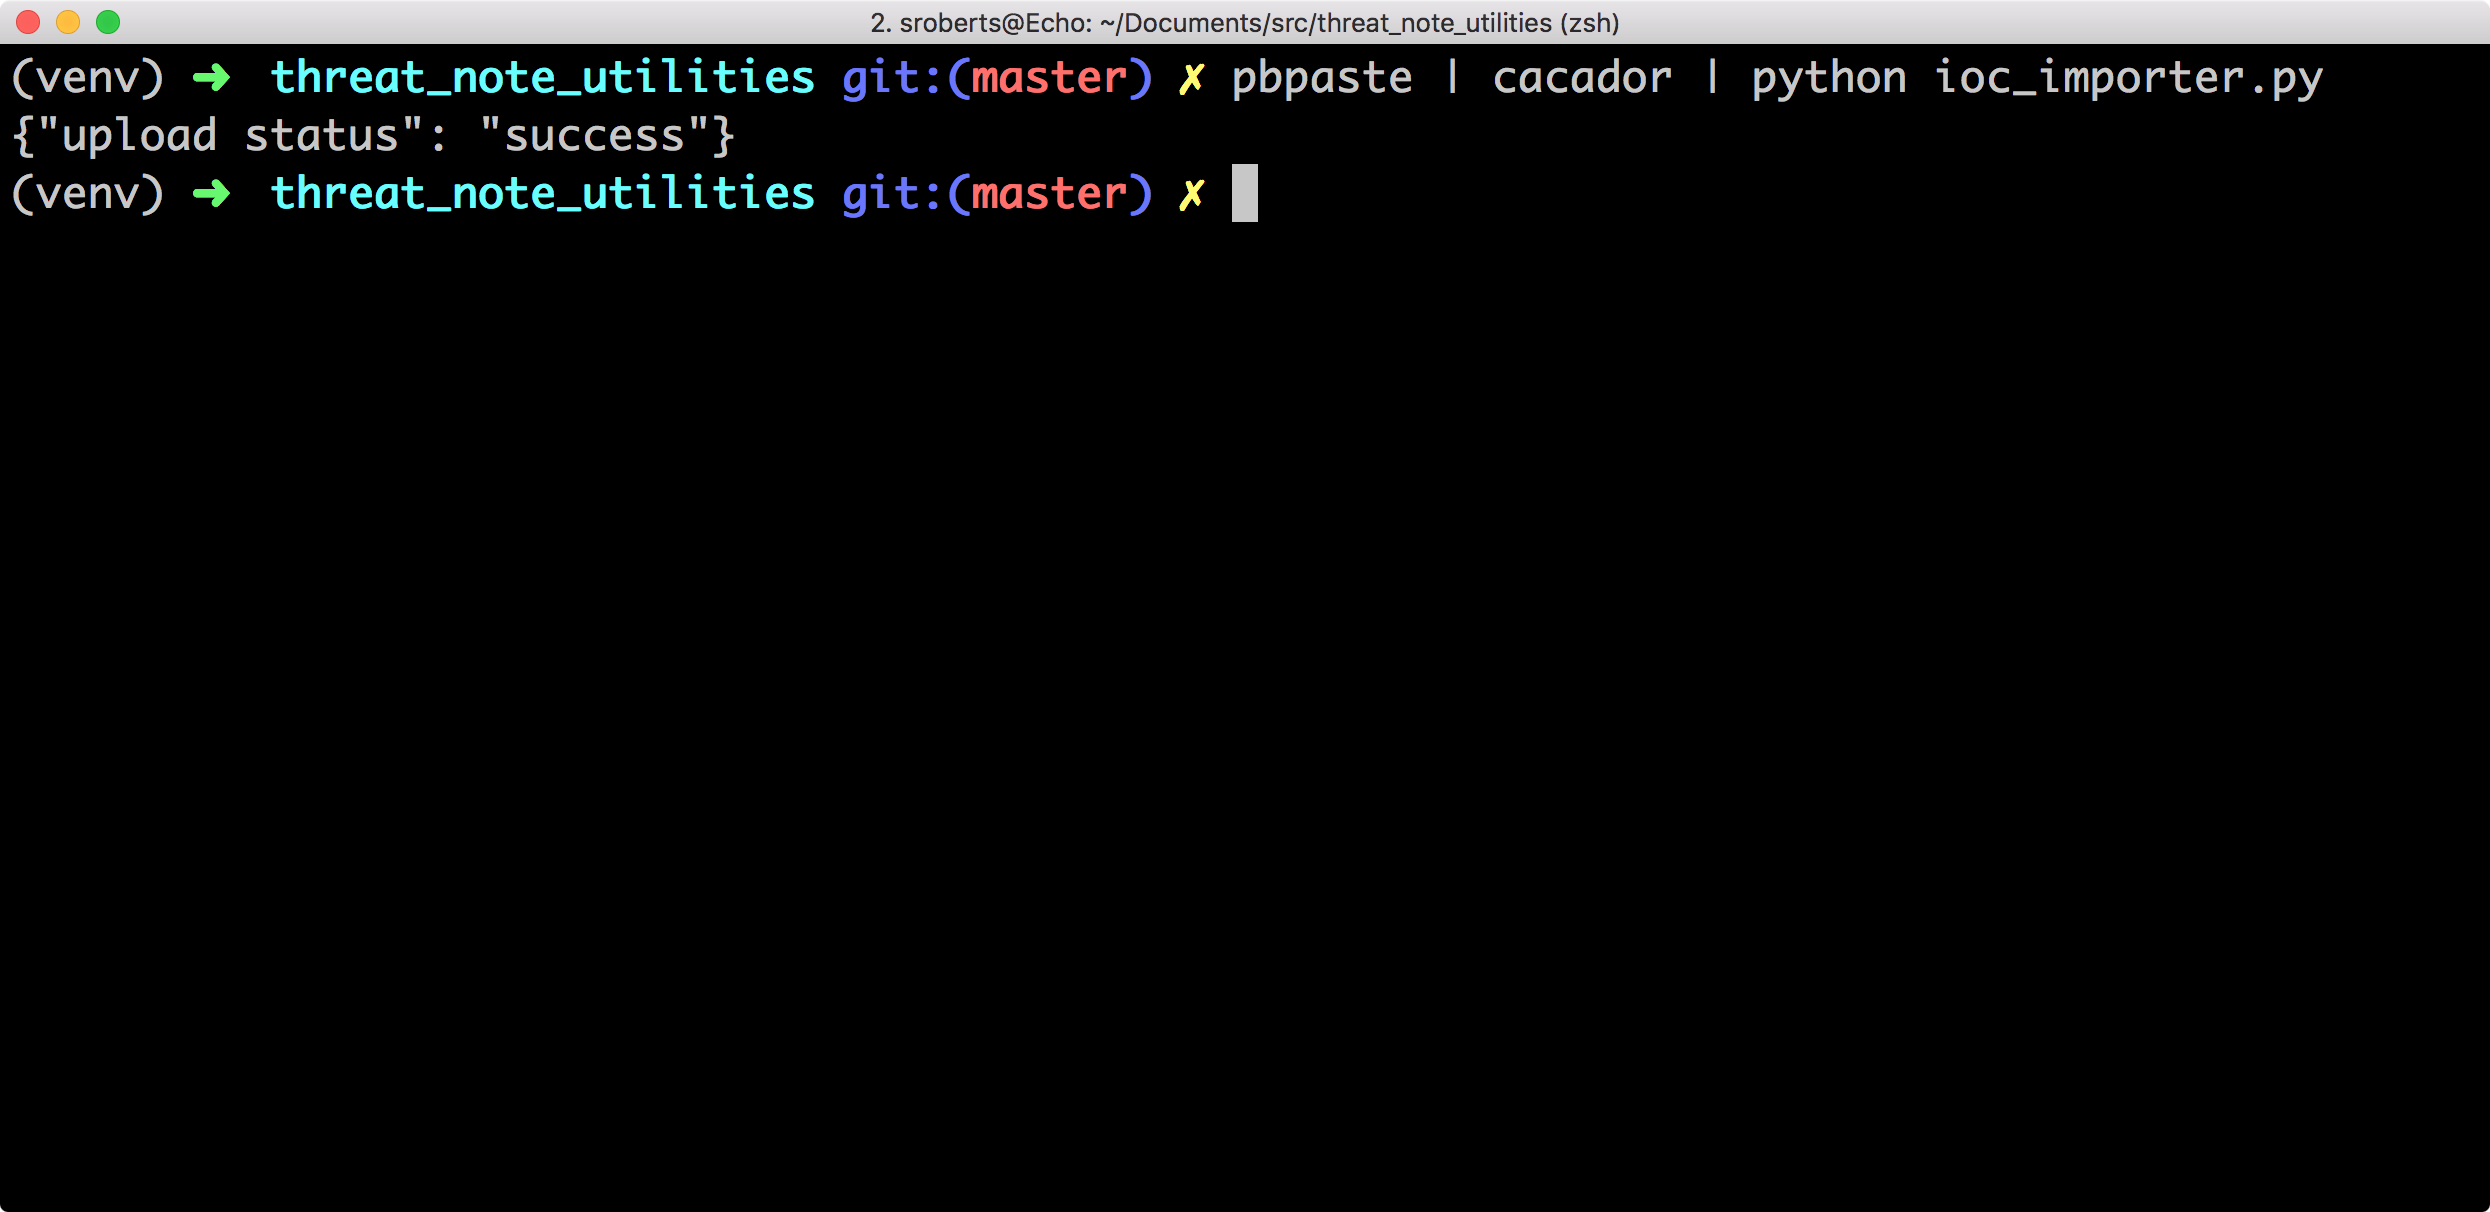 2. sroberts@Echo: ~/Documents/src/threat_note_utilities (zsh)
(venv) ➜ threat_note_utilities git:(master) ✗ pbpaste | cacador | python ioc_importer.py
{"upload status": "success"}
(venv) ➜ threat_note_utilities git:(master) ✗